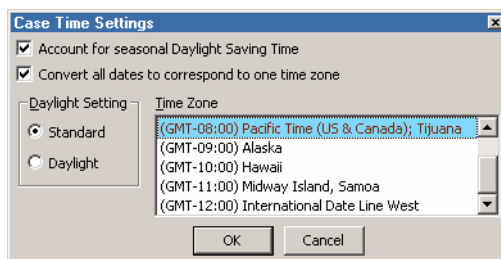 Case Time Settings
Account for seasonal Daylight Saving Time
Convert all dates to correspond to one time zone
Daylight Setting
Standard
Daylight
Time Zone
(GMT-08:00) Pacific Time (US & Canada); Tijuana
(GMT-09:00) Alaska
(GMT-10:00) Hawaii
(GMT-11:00) Midway Island, Samoa
(GMT-12:00) International Date Line West
OK
Cancel